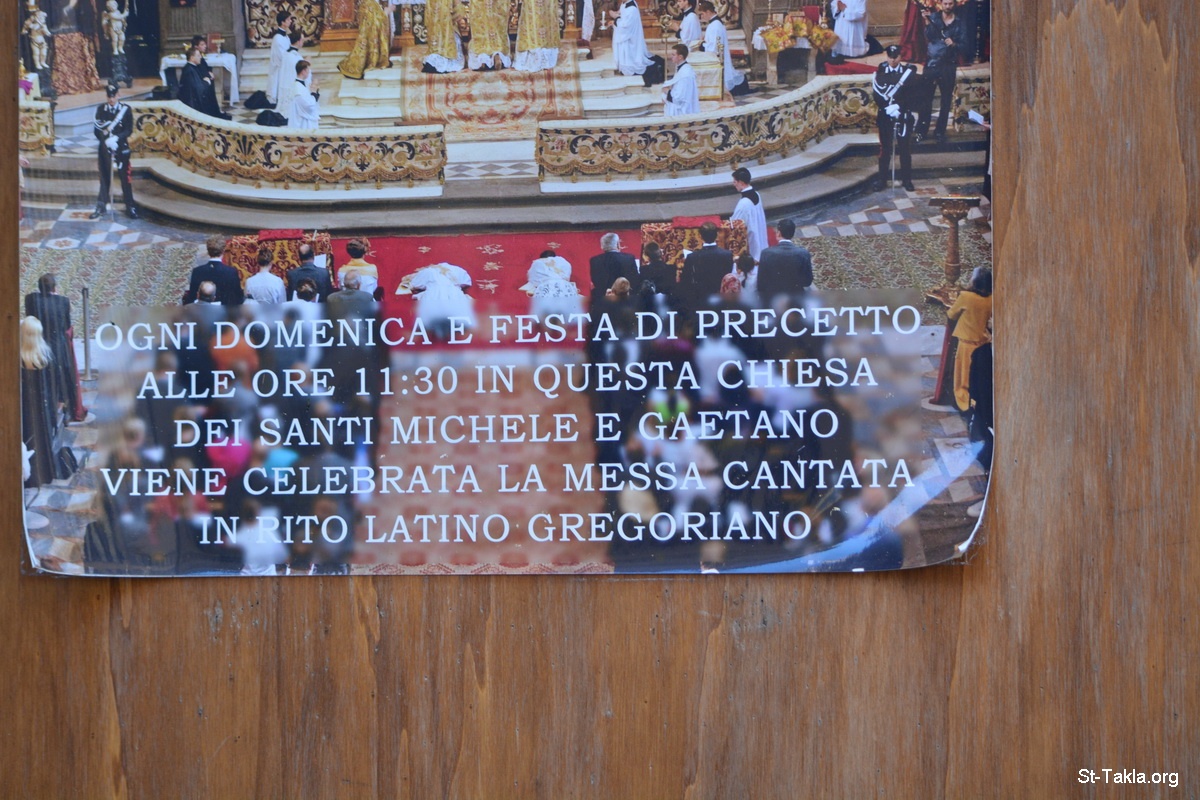 OGNI DOMENICA E FESTA DI PRECETTO
ALLE ORE 11:30 IN QUESTA CHIESA
DEI SANTI MICHELE E GAETANO
VIENE CELEBRATA LA MESSA CANTATA
IN RITO LATINO GREGORIANO
St-Takla.org